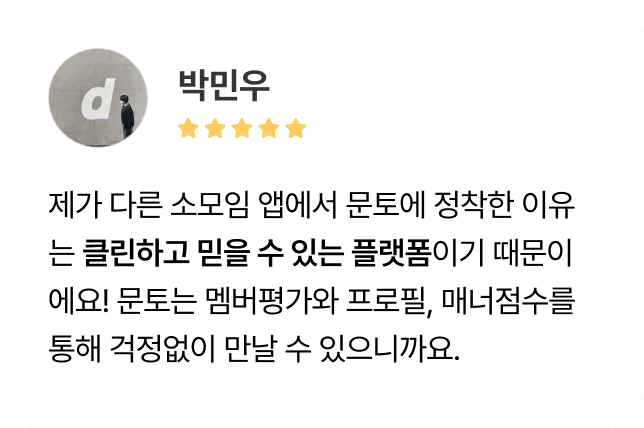 d
박민우
제가 다른 소모임 앱에서 문토에 정착한 이유
는 클린하고 믿을 수 있는 플랫폼이기 때문이
에요! 문토는 멤버평가와 프로필, 매너점수를
통해 걱정없이 만날 수 있으니까요.